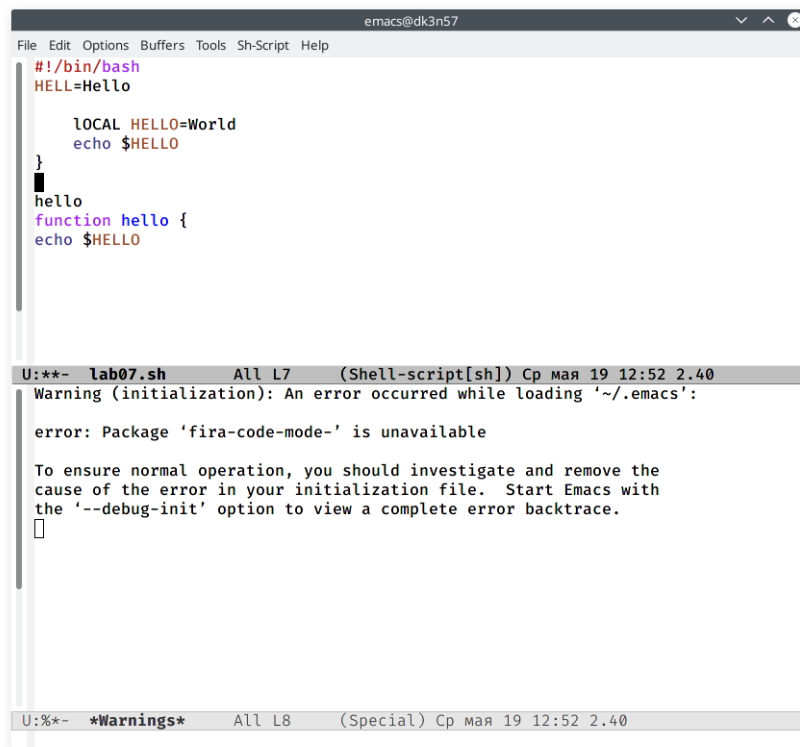 emacs@dk3n57
File Edit Options Buffers Tools Sh-Script Help
#!/bin/bash
HELL=Hello
lOCAL HELLO=World
echo $HELLO
}
hello
function hello {
echo $HELLO
U:**- lab07.sh All L7 (Shell-script[sh]) Ср мая 19 12:52 2.40
Warning (initialization): An error occurred while loading ‘~/.emacs’:
error: Package ‘fira-code-mode-’ is unavailable
To ensure normal operation, you should investigate and remove the
cause of the error in your initialization file.  Start Emacs with
the ‘--debug-init’ option to view a complete error backtrace.
U:%*- *Warnings* All L8 (Special) Ср мая 19 12:52 2.40